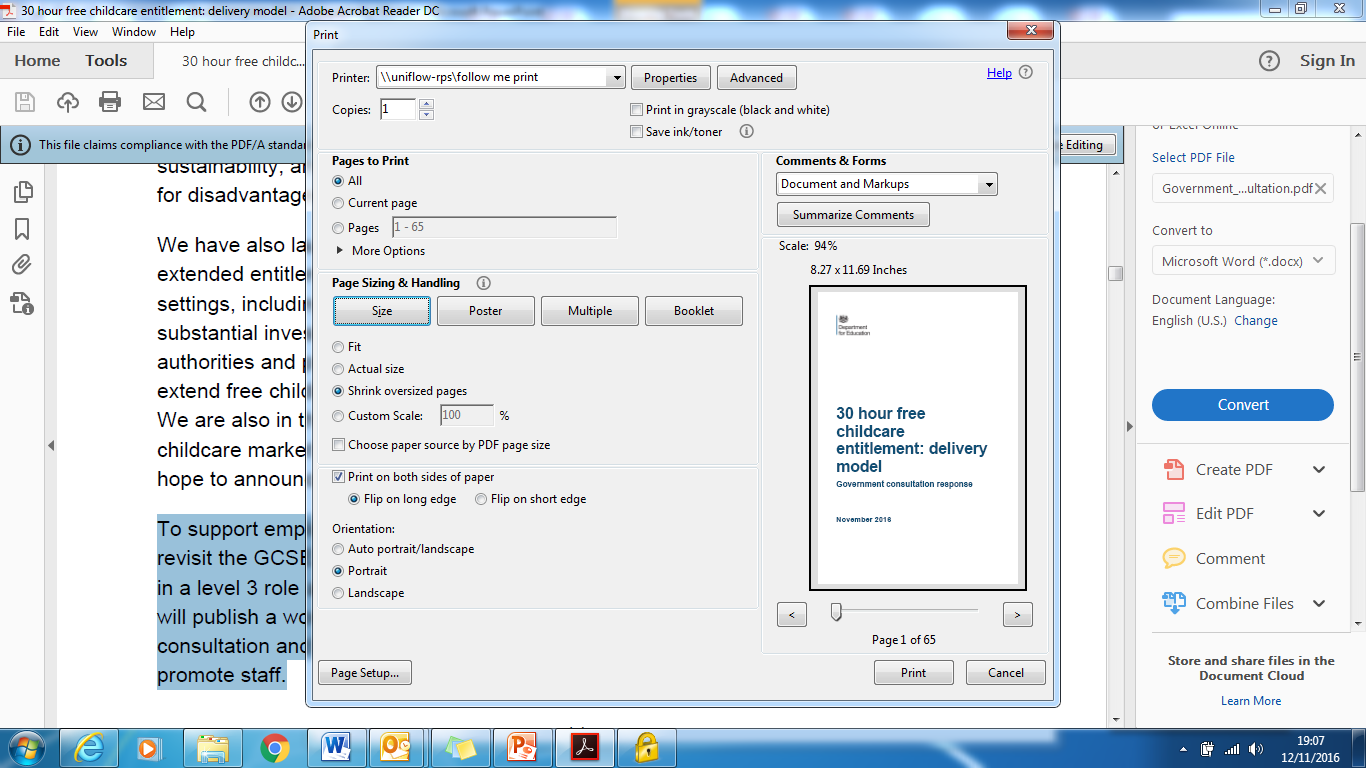 30 hour free childcare entitlement: delivery model - Adobe Acrobat Reader DC
File Edit View Window Help
Home Tools 30 hour free childc...
Sign In
This file claims compliance with the PDF/A standar
Editing
sustainability, a
for disadvantage
We have also la
extended entitle
settings, includin
substantial inves
authorities and p
extend free child
We are also in t
childcare marke
hope to announ
To support emp
revisit the GCSE
in a level 3 role
will publish a wo
consultation and
promote staff.
Print
Printer: \\uniflow-rps\follow me print Properties Advanced Help
Copies: 1 Print in grayscale (black and white)
Save ink/toner
Pages to Print
All
Current page
Pages 1 - 65
More Options
Page Sizing & Handling
Size Poster Multiple Booklet
Fit
Actual size
Shrink oversized pages
Custom Scale: 100 %
Choose paper source by PDF page size
Print on both sides of paper
Flip on long edge Flip on short edge
Orientation:
Auto portrait/landscape
Portrait
Landscape
Comments & Forms
Document and Markups
Summarize Comments
Scale: 94%
8.27 x 11.69 Inches
Department
for Education
30 hour free
childcare
entitlement: delivery
model
Government consultation response
November 2016
< >
Page 1 of 65
Page Setup... Print Cancel
or Excel Online
Select PDF File
Government_...ultation.pdf
Convert to
Microsoft Word (*.docx)
Document Language:
English (U.S.) Change
Convert
Create PDF
Edit PDF
Comment
Combine Files
Store and share files in the
Document Cloud
Learn More
19:07
12/11/2016